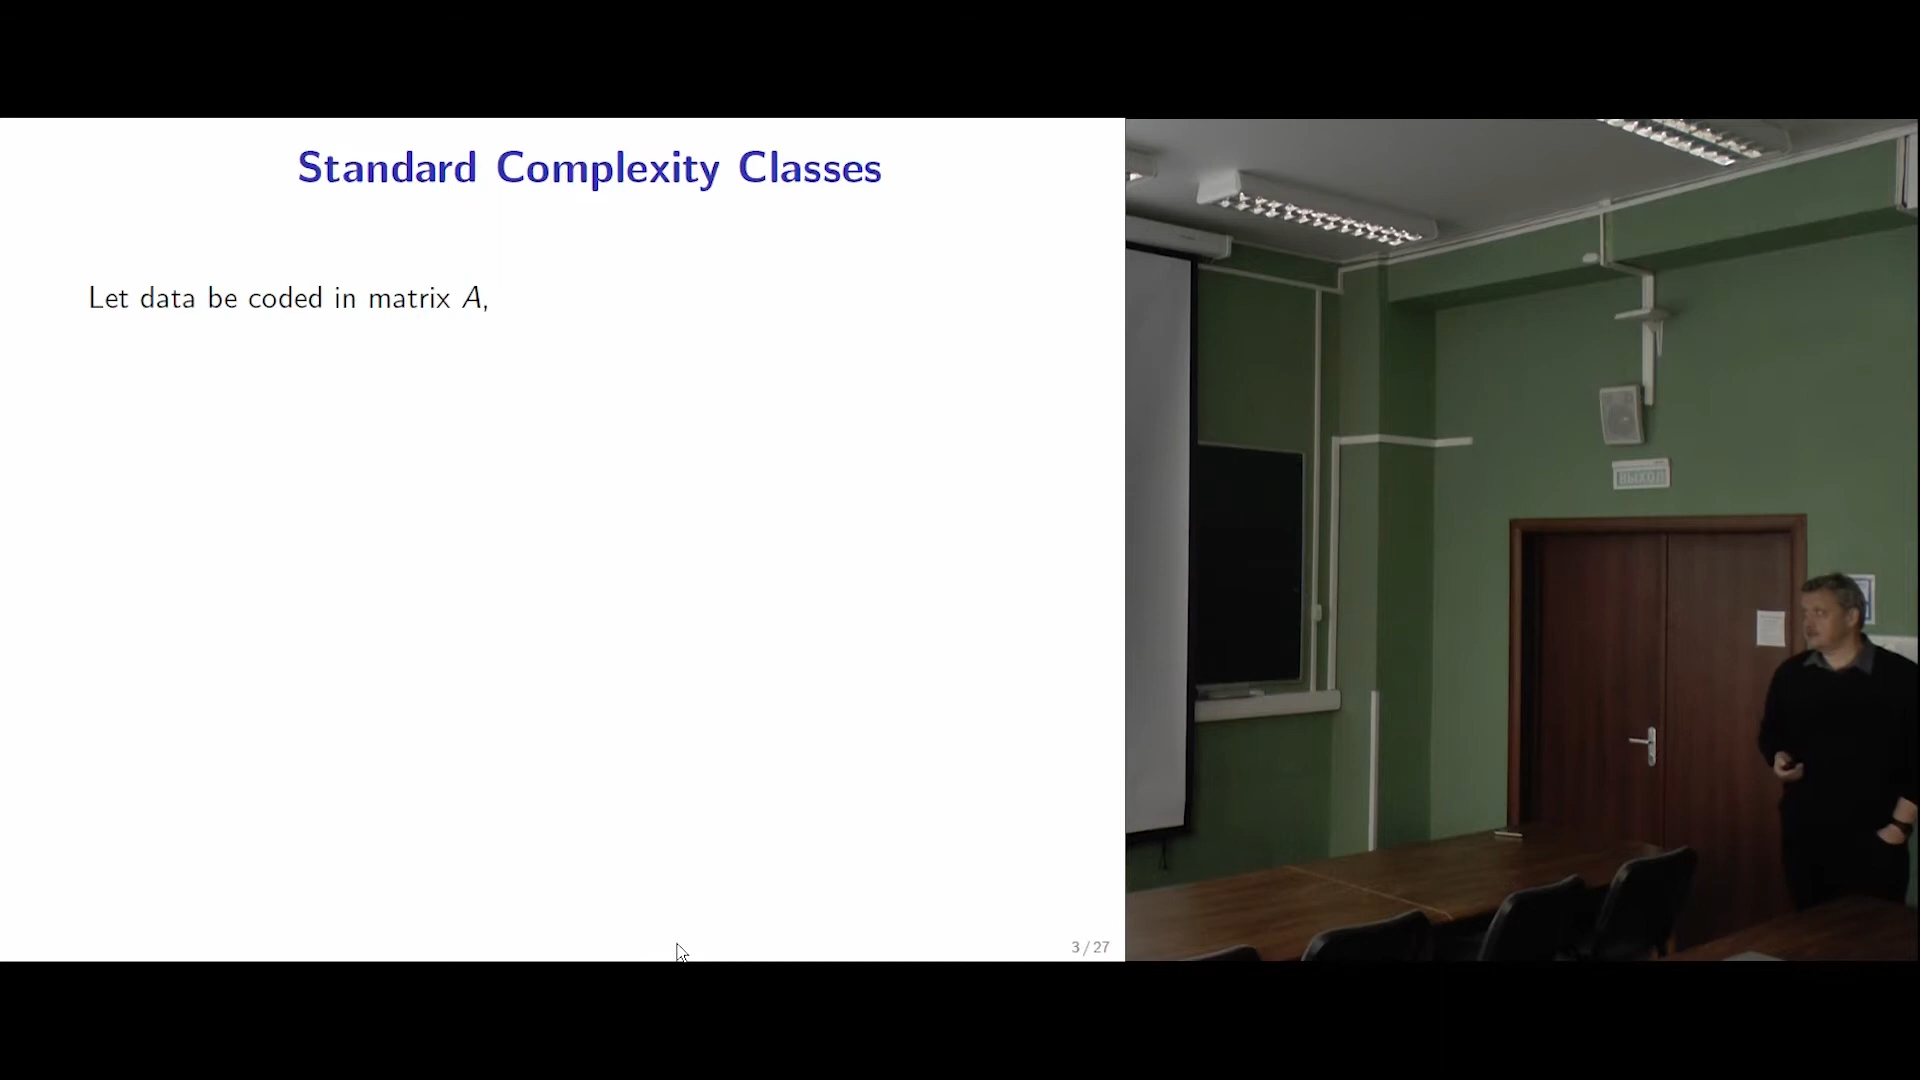 Standard Complexity Classes
Let data be coded in matrix A,
3 / 27
ВЫХОД